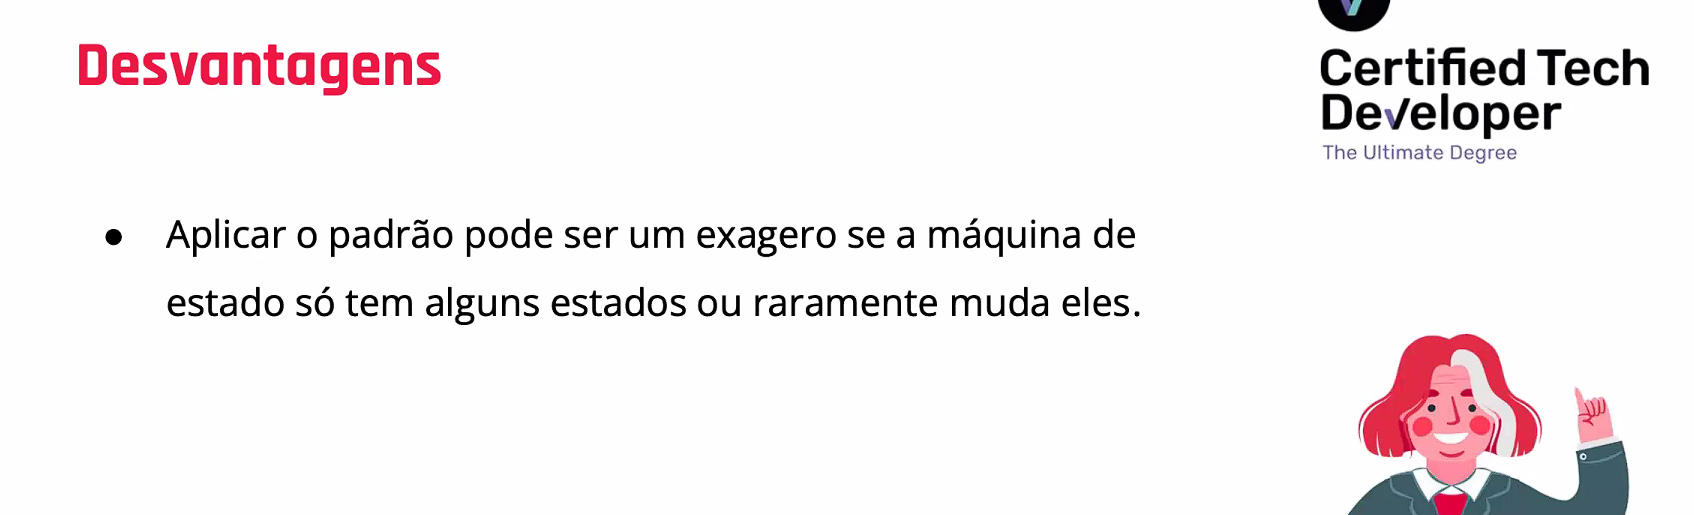 Desvantagens
Certified Tech
Developer
The Ultimate Degree
● Aplicar o padrão pode ser um exagero se a máquina de
estado só tem alguns estados ou raramente muda eles.